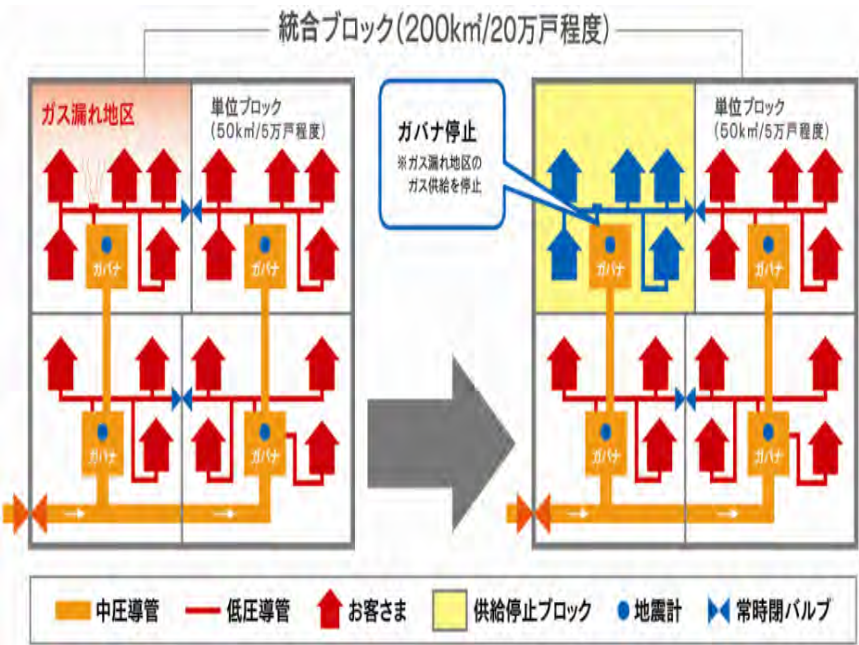 統合ブロック(200k㎡/20万戸程度)
ガス漏れ地区
単位ブロック
(50k㎡/5万戸程度)
ガバナ停止
※ガス漏れ地区の
ガス供給を停止
単位ブロック
(50k㎡/5万戸程度)
ガバナ
ガバナ
ガバナ
ガバナ
ガバナ
ガバナ
ガバナ
ガバナ
中圧導管
低圧導管
お客さま
供給停止ブロック
地震計
常時閉バルブ